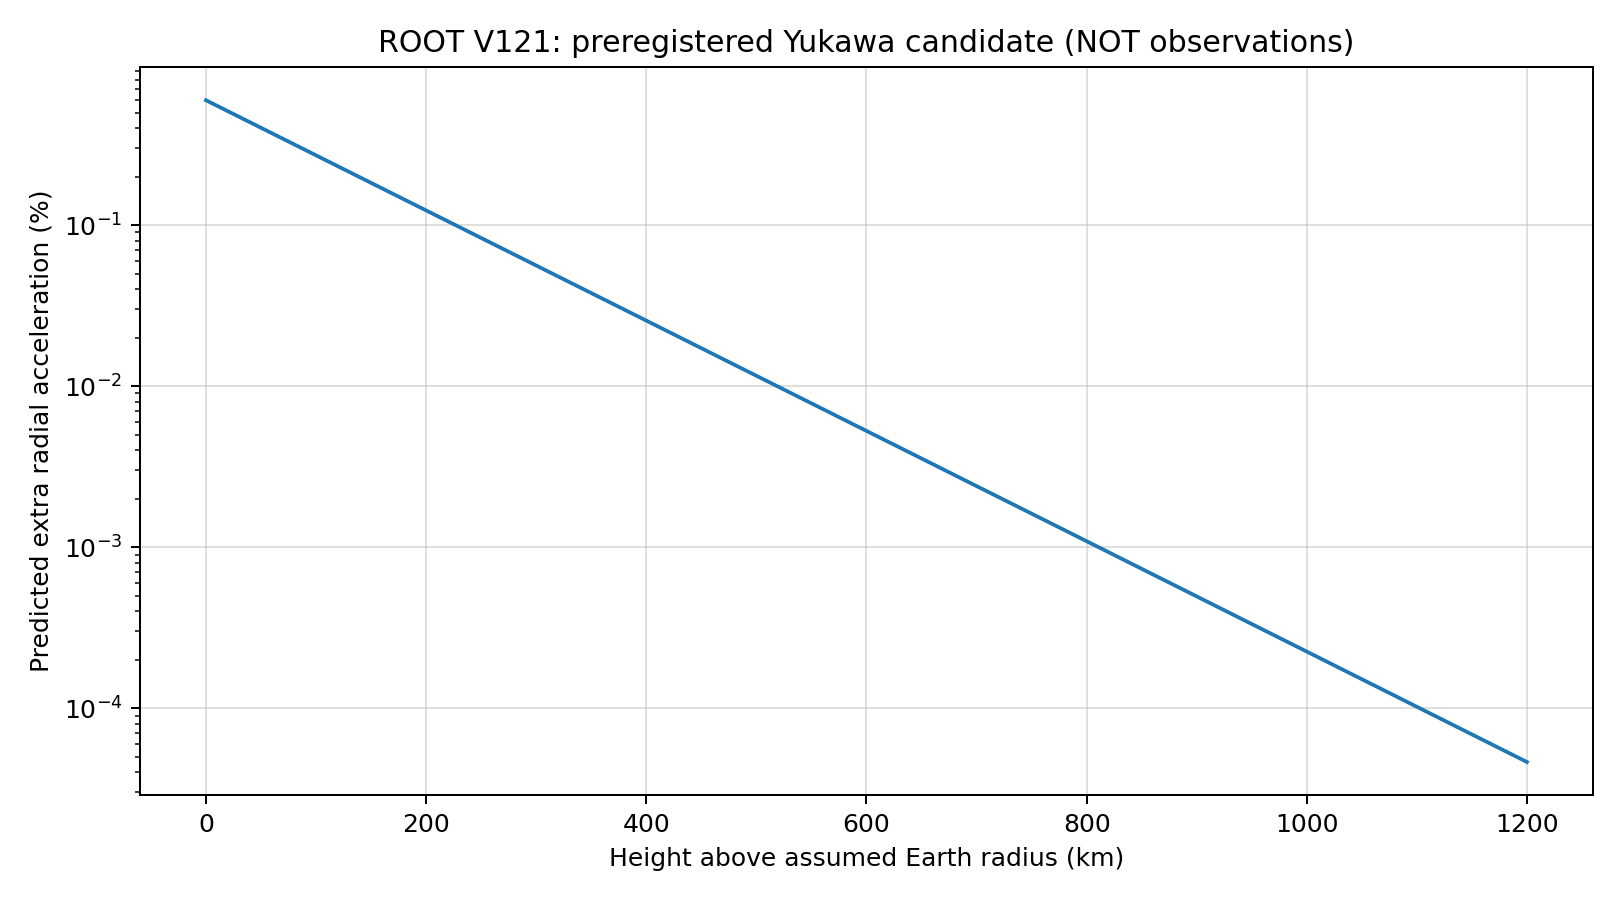 ROOT V121: preregistered Yukawa candidate (NOT observations)
Predicted extra radial acceleration (%)
10⁻¹
10⁻²
10⁻³
10⁻⁴
0 200 400 600 800 1000 1200
Height above assumed Earth radius (km)